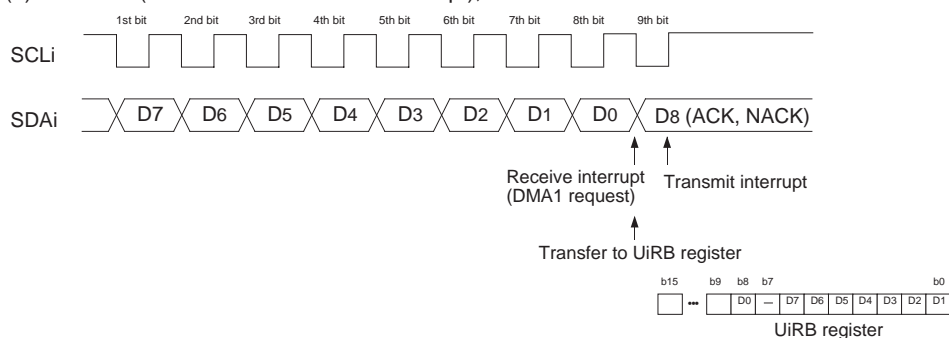 1st bit 2nd bit 3rd bit 4th bit 5th bit 6th bit 7th bit 8th bit 9th bit
SCLi
SDAi D7 D6 D5 D4 D3 D2 D1 D0 D8 (ACK, NACK)
Receive interrupt
(DMA1 request)
Transmit interrupt
Transfer to UiRB register
b15 b9 b8 b7 b0
••• D0 — D7 D6 D5 D4 D3 D2 D1
UiRB register